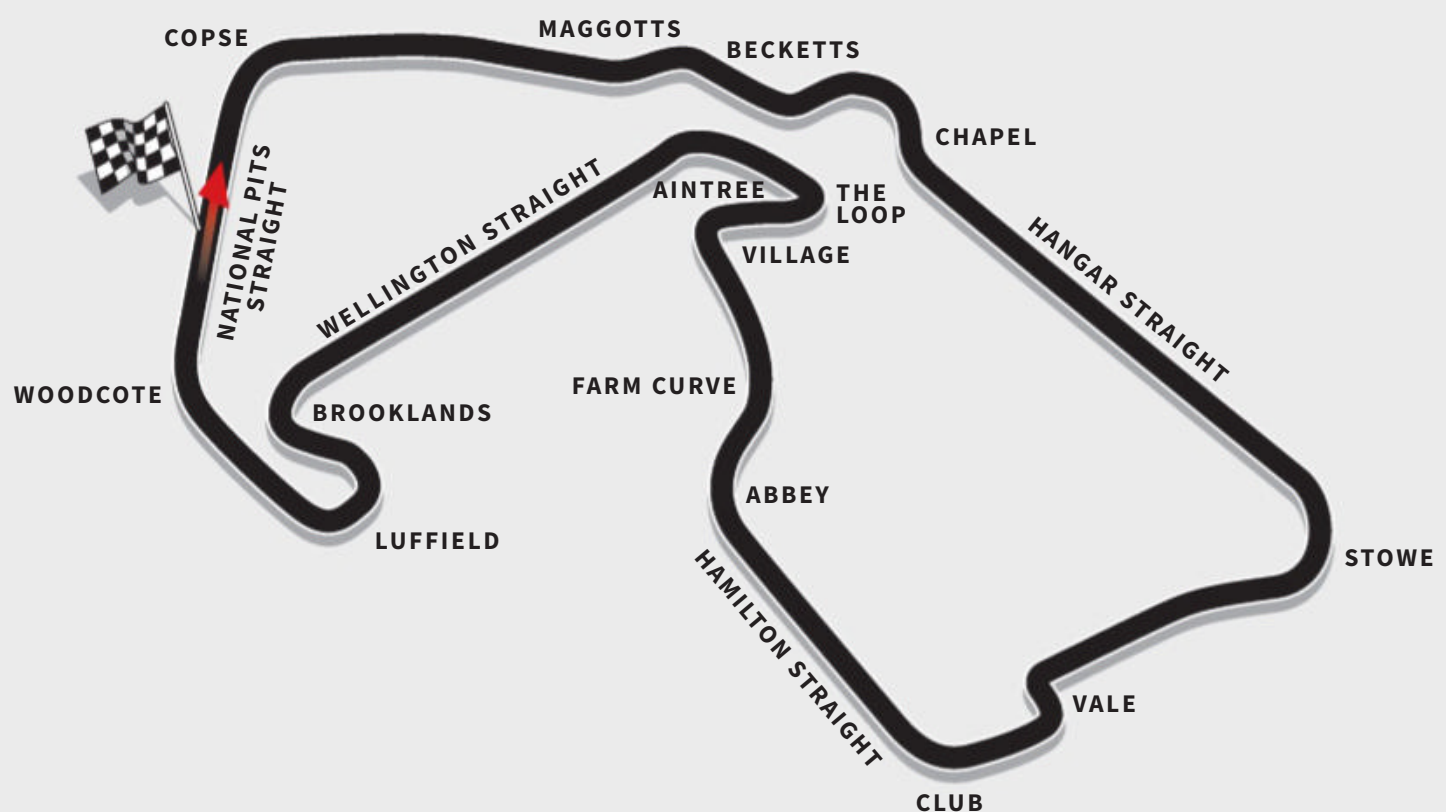 COPSE
MAGGOTTS
BECKETTS
CHAPEL
NATIONAL PITS
STRAIGHT
WELLINGTON STRAIGHT
AINTREE
THE
LOOP
VILLAGE
HANGAR STRAIGHT
WOODCOTE
BROOKLANDS
FARM CURVE
LUFFIELD
ABBEY
STOWE
HAMILTON STRAIGHT
VALE
CLUB